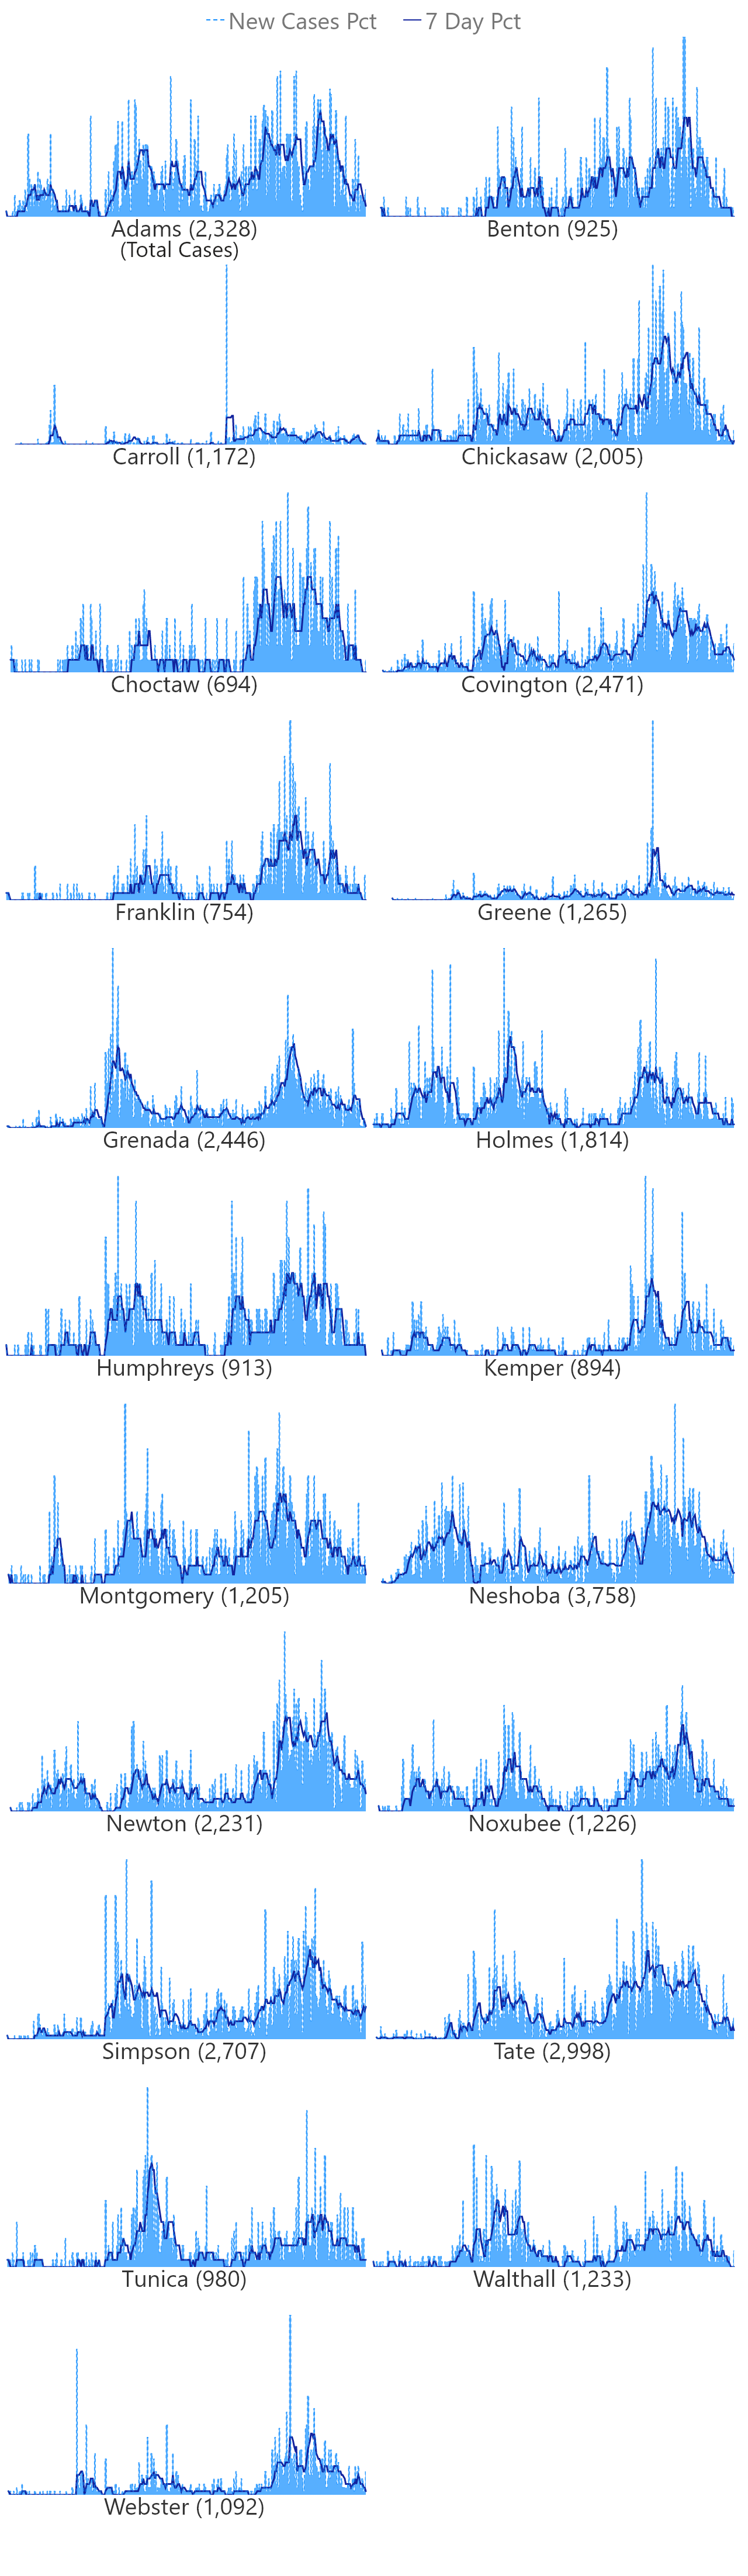 New Cases Pct 7 Day Pct
Adams (2,328) Benton (925)
(Total Cases)
Carroll (1,172) Chickasaw (2,005)
Choctaw (694) Covington (2,471)
Franklin (754) Greene (1,265)
Grenada (2,446) Holmes (1,814)
Humphreys (913) Kemper (894)
Montgomery (1,205) Neshoba (3,758)
Newton (2,231) Noxubee (1,226)
Simpson (2,707) Tate (2,998)
Tunica (980) Walthall (1,233)
Webster (1,092)